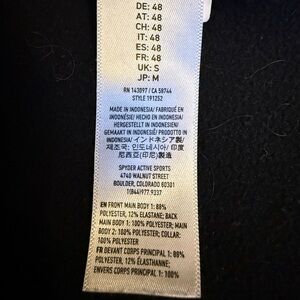 DE: 48
AT: 48
CH: 48
IT: 48
ES: 48
FR: 48
UK: S
JP: M
RN 143097 / CA 58744
STYLE 191252
MADE IN INDONESIA/ FABRIQUÉ EN
INDONÉSIE/ HECHO EN INDONESIA/
HERGESTELLT IN INDONESIEN/
GEMAAKT IN INDONESIË/ PRODOTTO IN
INDONESIA/ インドネシア製/
제조국: 인도네시아/ 印度
尼西亚(印尼)製造
SPYDER ACTIVE SPORTS
4740 WALNUT STREET
BOULDER, COLORADO 80301
1(844)977.9337
EN FRONT MAIN BODY 1: 88%
POLYESTER, 12% ELASTANE; BACK
MAIN BODY 1: 100% POLYESTER; MAIN
BODY 2: 100% POLYESTER; COLLAR:
100% POLYESTER
FR DEVANT CORPS PRINCIPAL 1: 88%
POLYESTER, 12% ÉLASTHANNE;
ENVERS CORPS PRINCIPAL 1: 100%